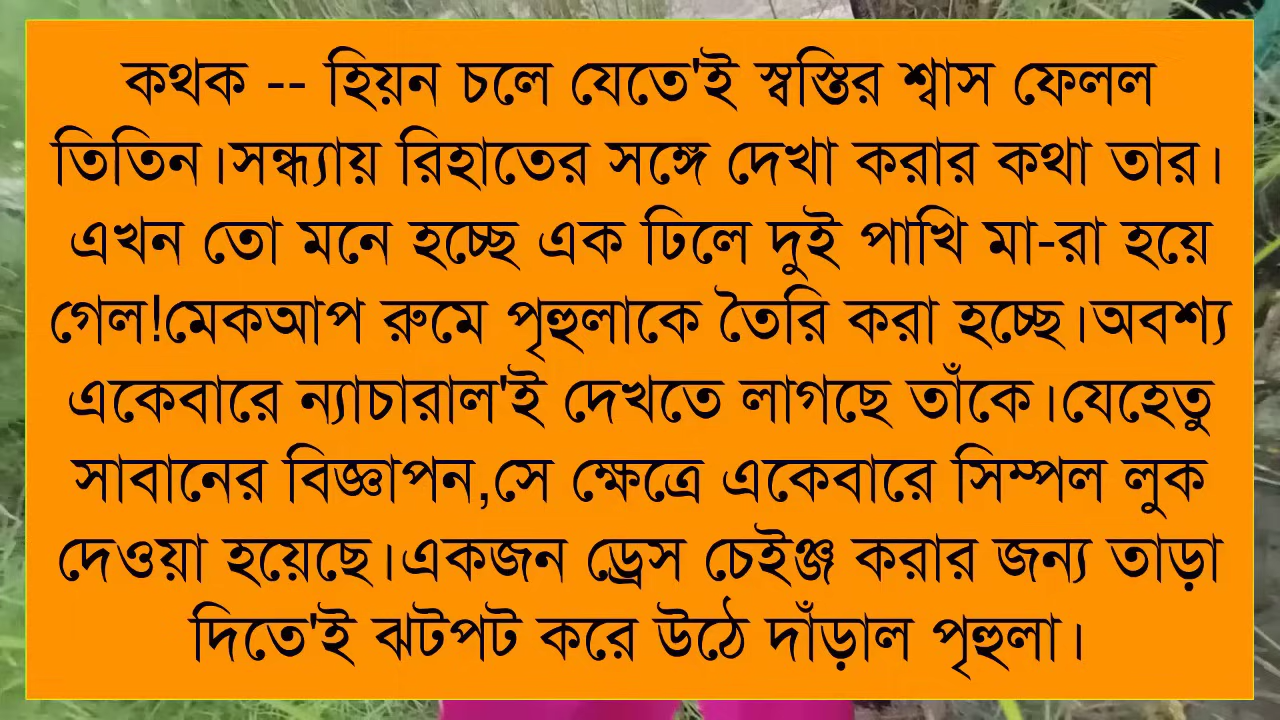 কথক -- হিয়ন চলে যেতে'ই স্বস্তির শ্বাস ফেলল
তিতিন।সন্ধ্যায় রিহাতের সঙ্গে দেখা করার কথা তার।
এখন তো মনে হচ্ছে এক ঢিলে দুই পাখি মা-রা হয়ে
গেল!মেকআপ রুমে পৃহুলাকে তৈরি করা হচ্ছে।অবশ্য
একেবারে ন্যাচারাল'ই দেখতে লাগছে তাঁকে।যেহেতু
সাবানের বিজ্ঞাপন,সে ক্ষেত্রে একেবারে সিম্পল লুক
দেওয়া হয়েছে।একজন ড্রেস চেইঞ্জ করার জন্য তাড়া
দিতে'ই ঝটপট করে উঠে দাঁড়াল পৃহুলা।